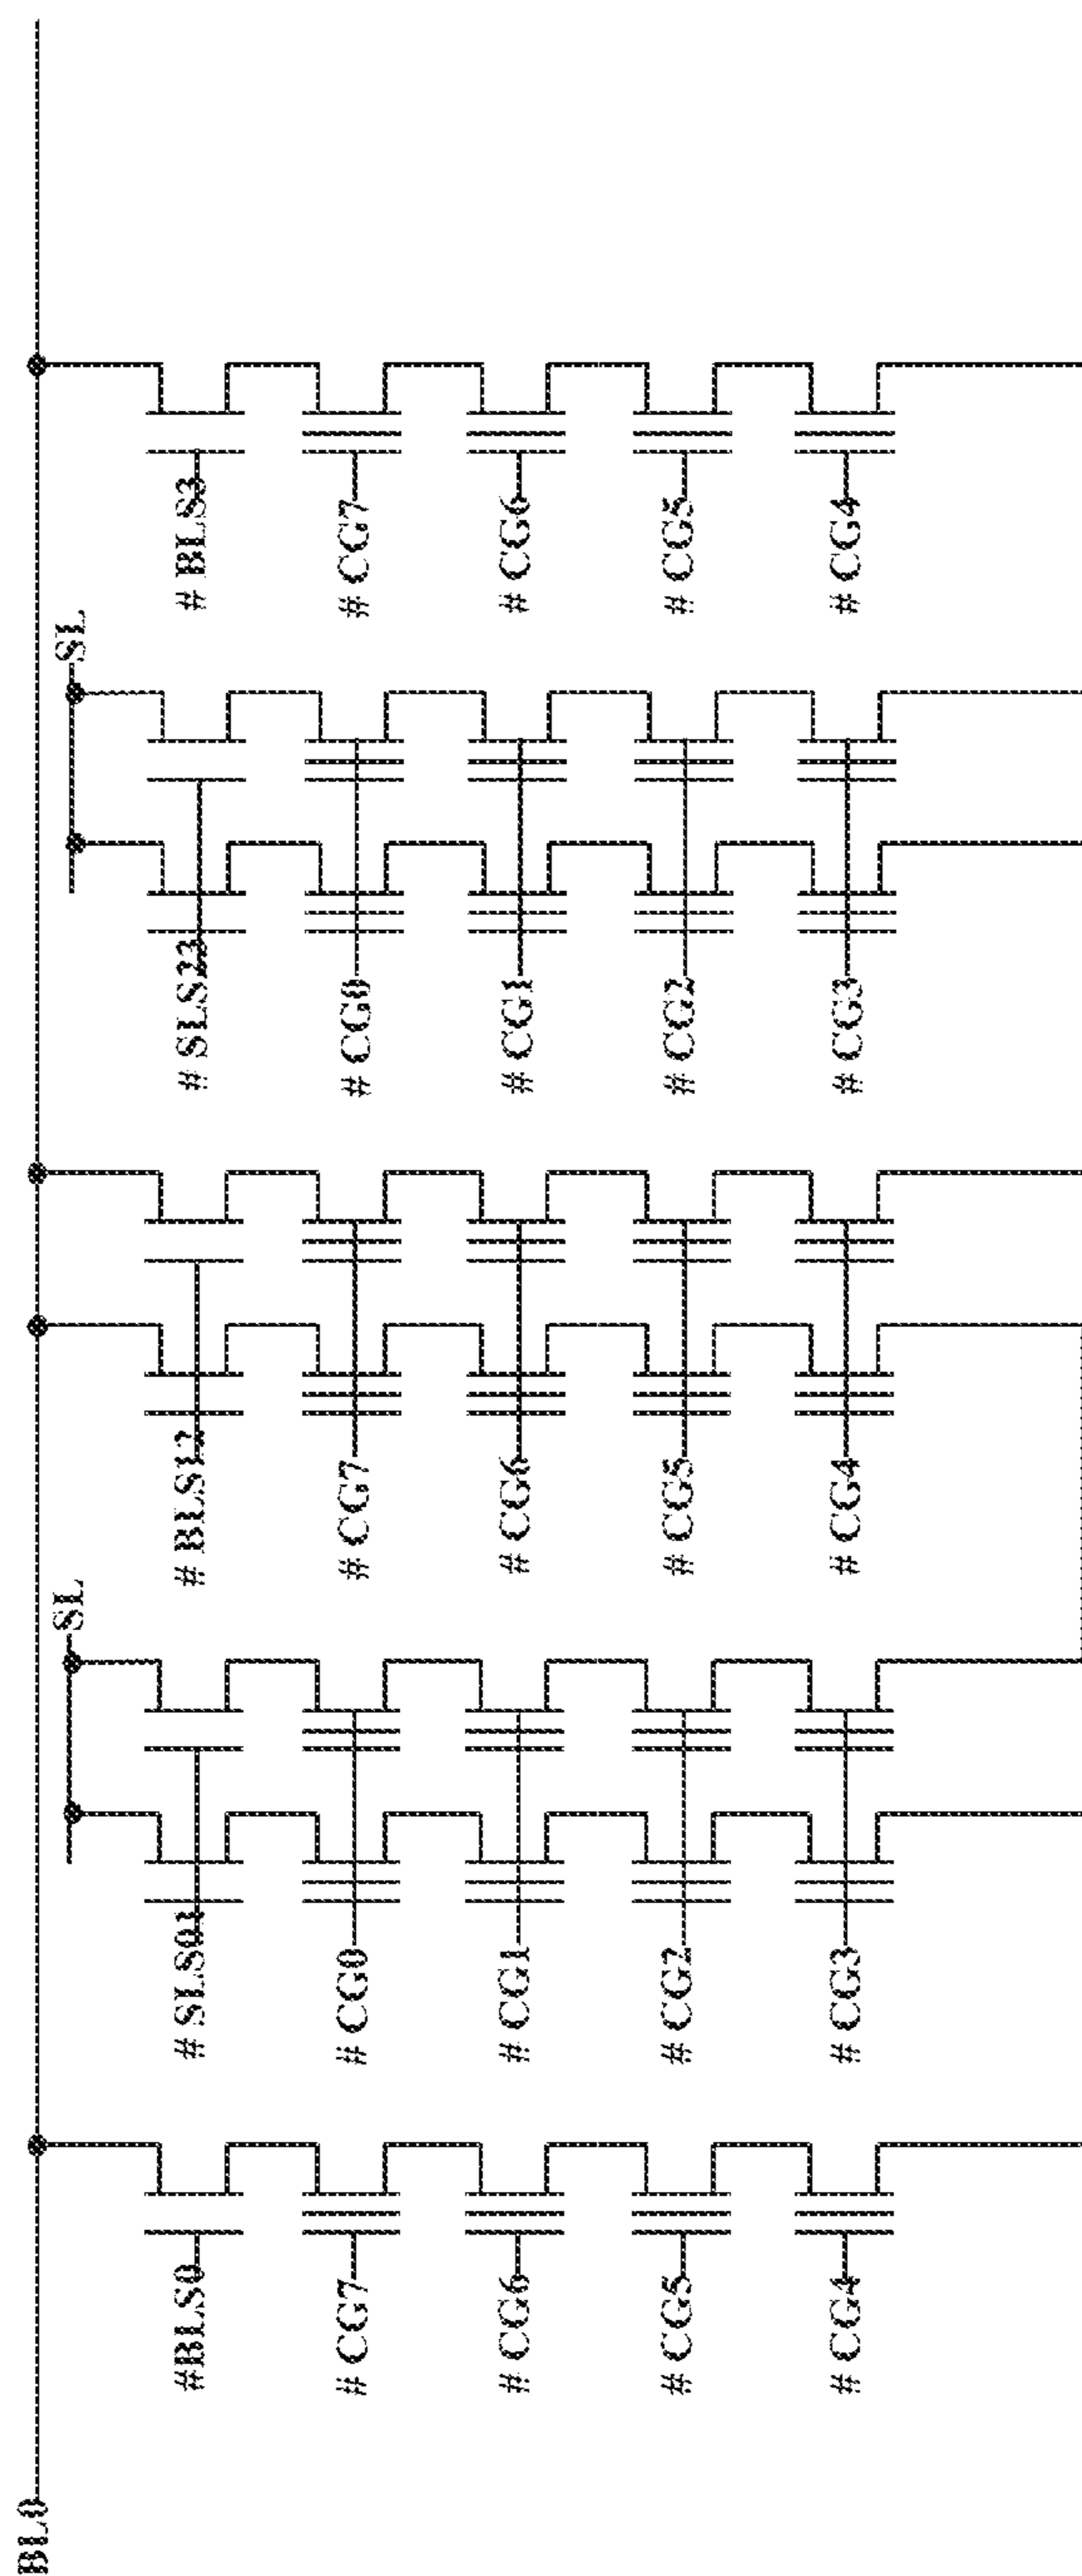 BL0
#BLS0
# SLS01
# BLS12
# SLS23
# BLS3
SL
SL
# CG7
# CG0
# CG7
# CG0
# CG7
# CG6
# CG1
# CG6
# CG1
# CG6
# CG5
# CG2
# CG5
# CG2
# CG5
# CG4
# CG3
# CG4
# CG3
# CG4